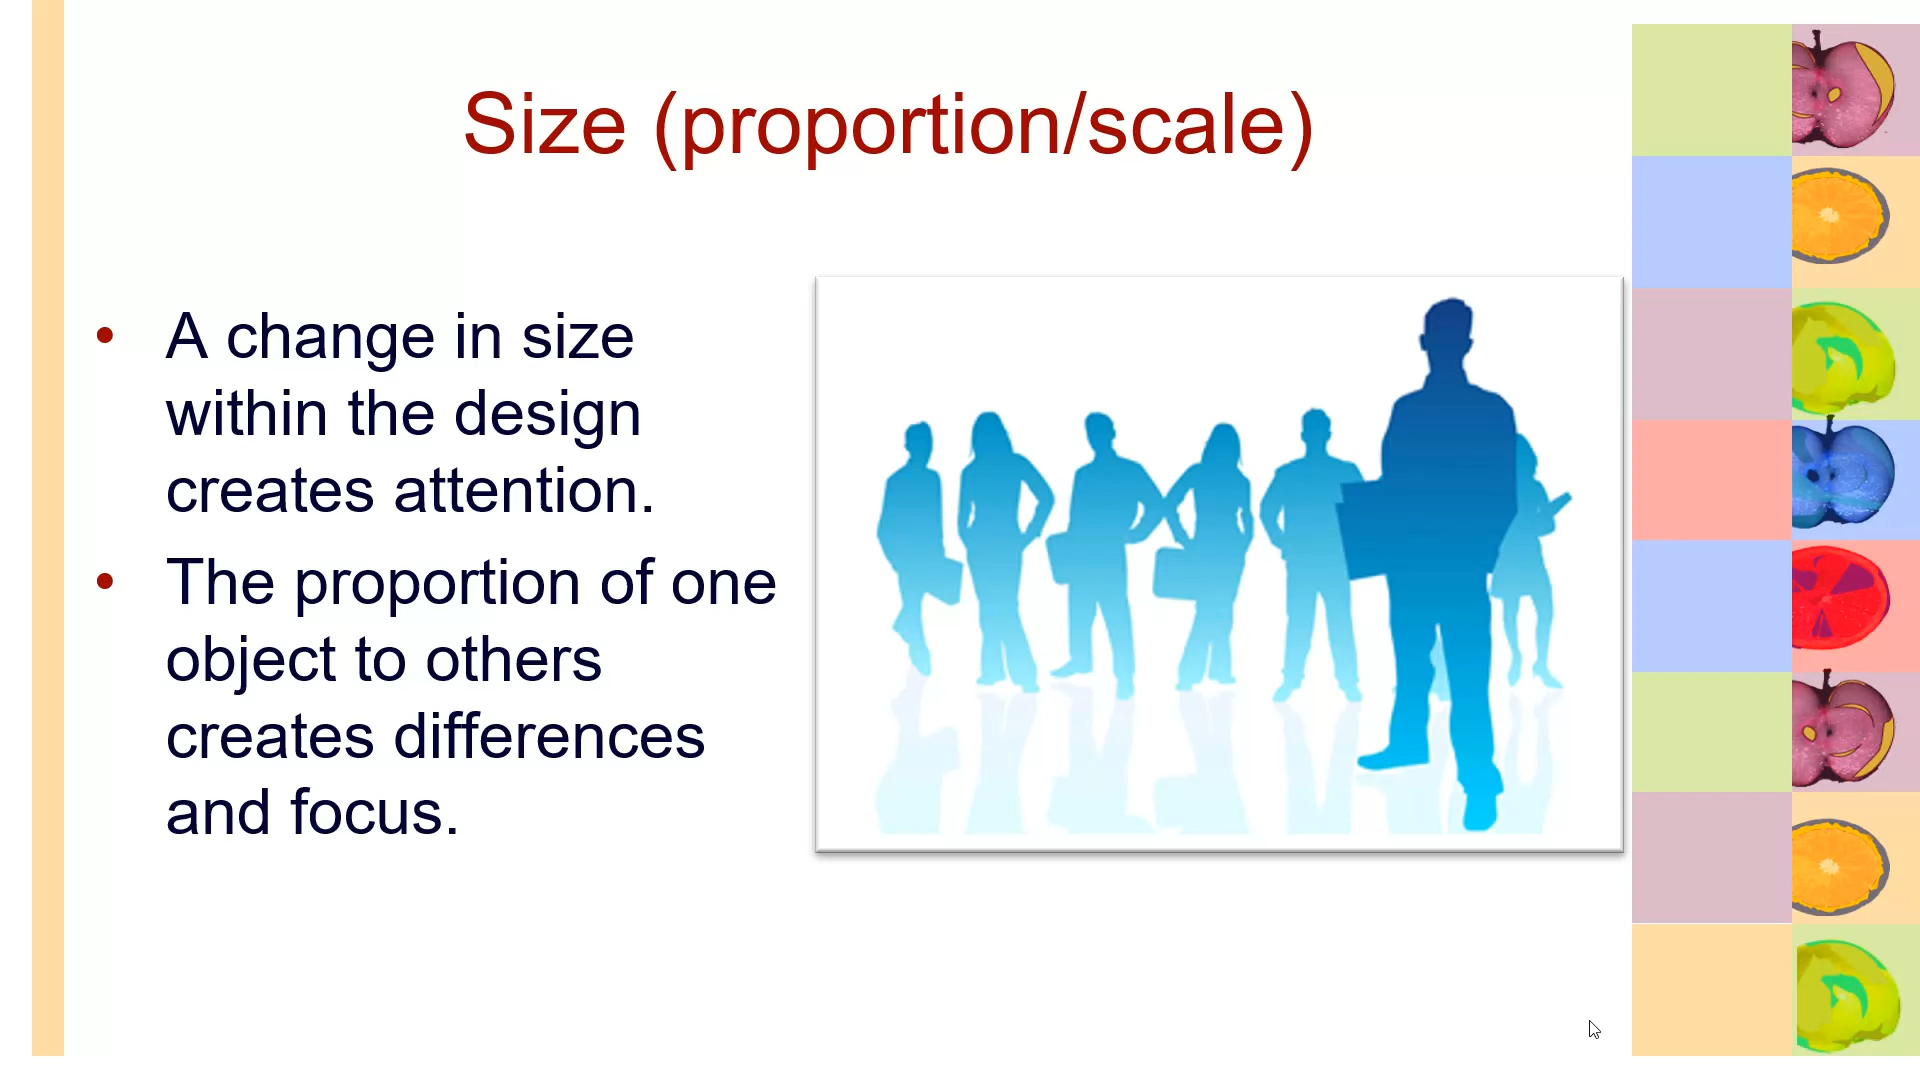 Size (proportion/scale)
• A change in size
within the design
creates attention.
• The proportion of one
object to others
creates differences
and focus.